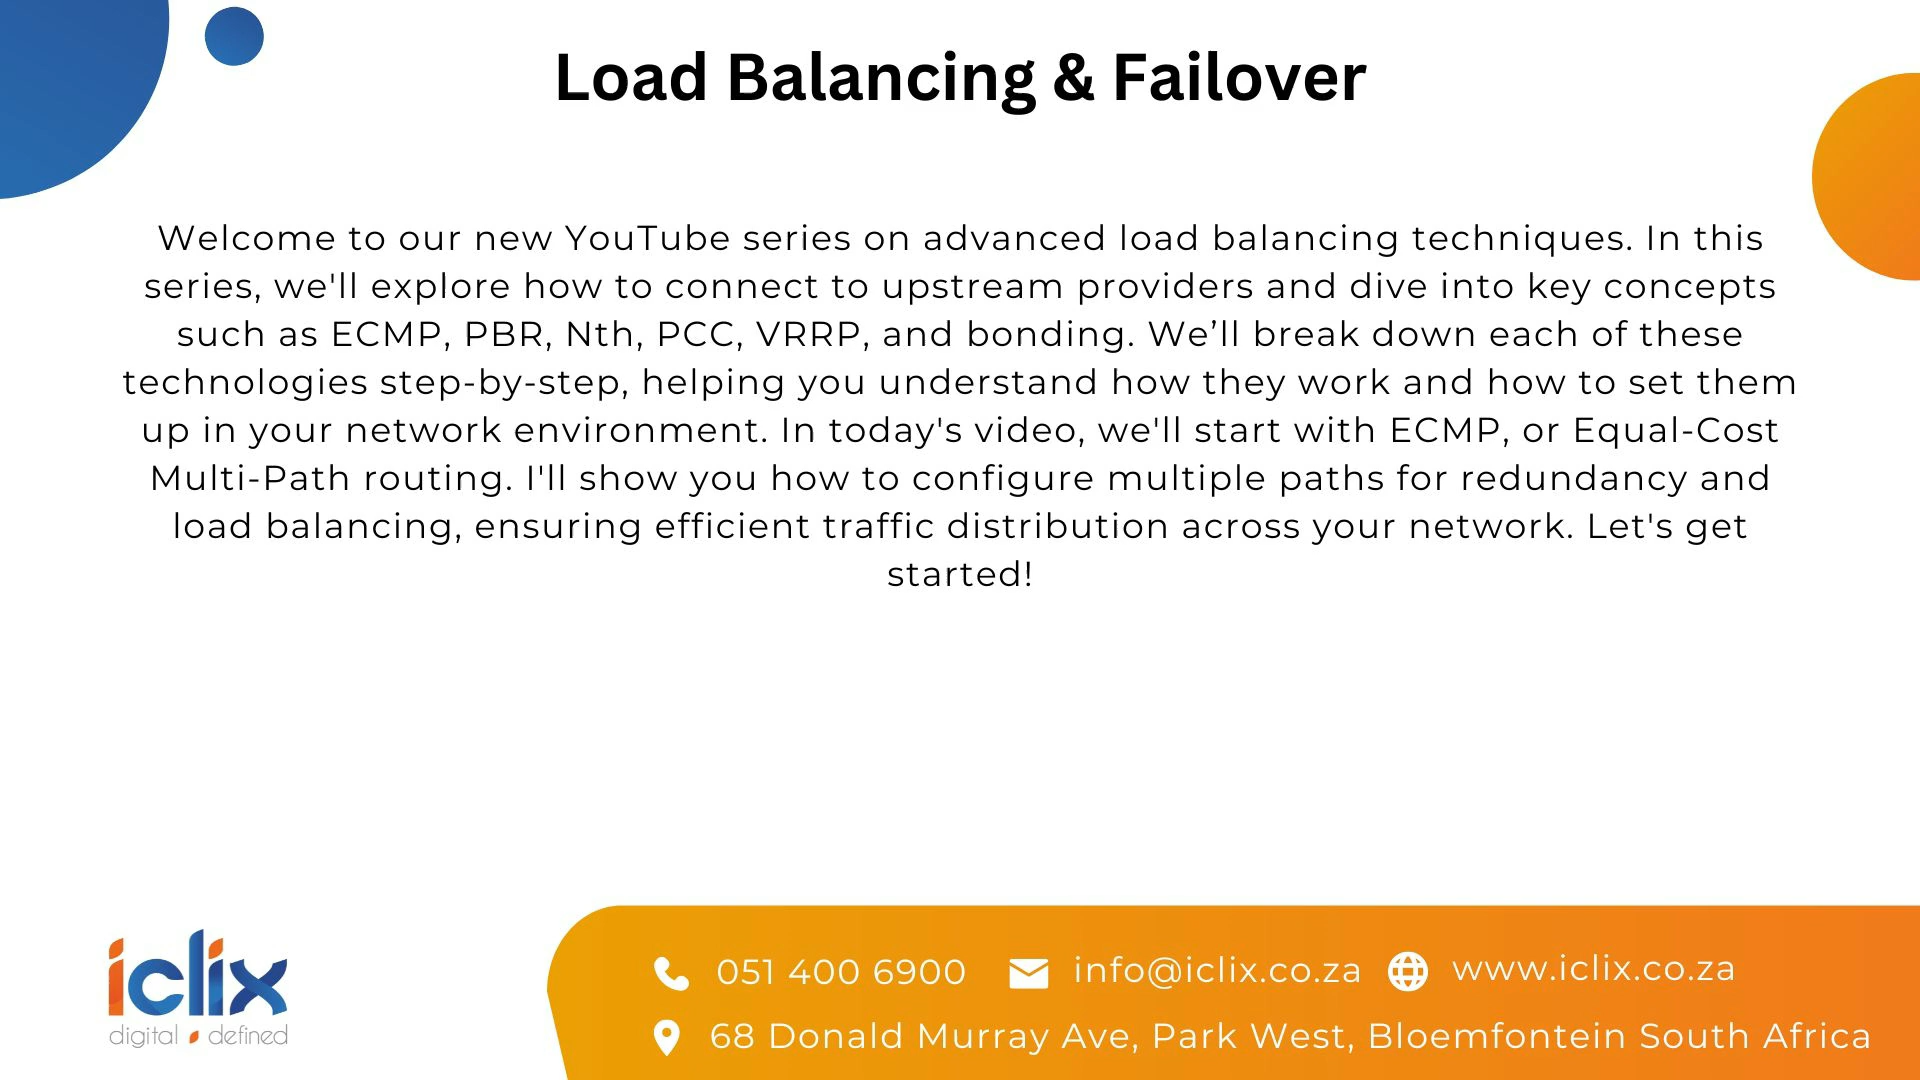 Load Balancing & Failover
Welcome to our new YouTube series on advanced load balancing techniques. In this
series, we'll explore how to connect to upstream providers and dive into key concepts
such as ECMP, PBR, Nth, PCC, VRRP, and bonding. We’ll break down each of these
technologies step-by-step, helping you understand how they work and how to set them
up in your network environment. In today's video, we'll start with ECMP, or Equal-Cost
Multi-Path routing. I'll show you how to configure multiple paths for redundancy and
load balancing, ensuring efficient traffic distribution across your network. Let's get
started!
iclix
digital defined
051 400 6900 info@iclix.co.za www.iclix.co.za
68 Donald Murray Ave, Park West, Bloemfontein South Africa